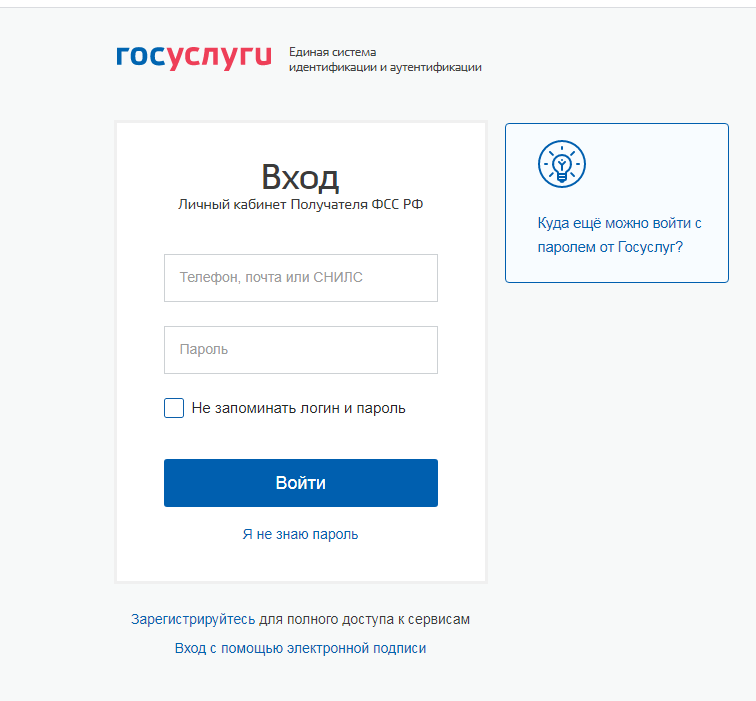 госуслуги
Единая система
идентификации и аутентификации
Вход
Личный кабинет Получателя ФСС РФ
Телефон, почта или СНИЛС
Пароль
Не запоминать логин и пароль
Войти
Я не знаю пароль
Куда ещё можно войти с
паролем от Госуслуг?
Зарегистрируйтесь для полного доступа к сервисам
Вход с помощью электронной подписи